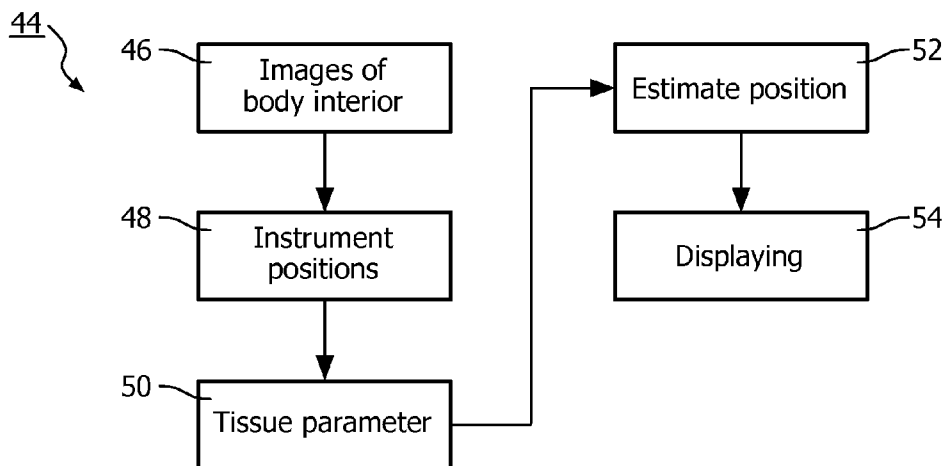 44
46
Images of
body interior
48
Instrument
positions
50
Tissue parameter
52
Estimate position
54
Displaying